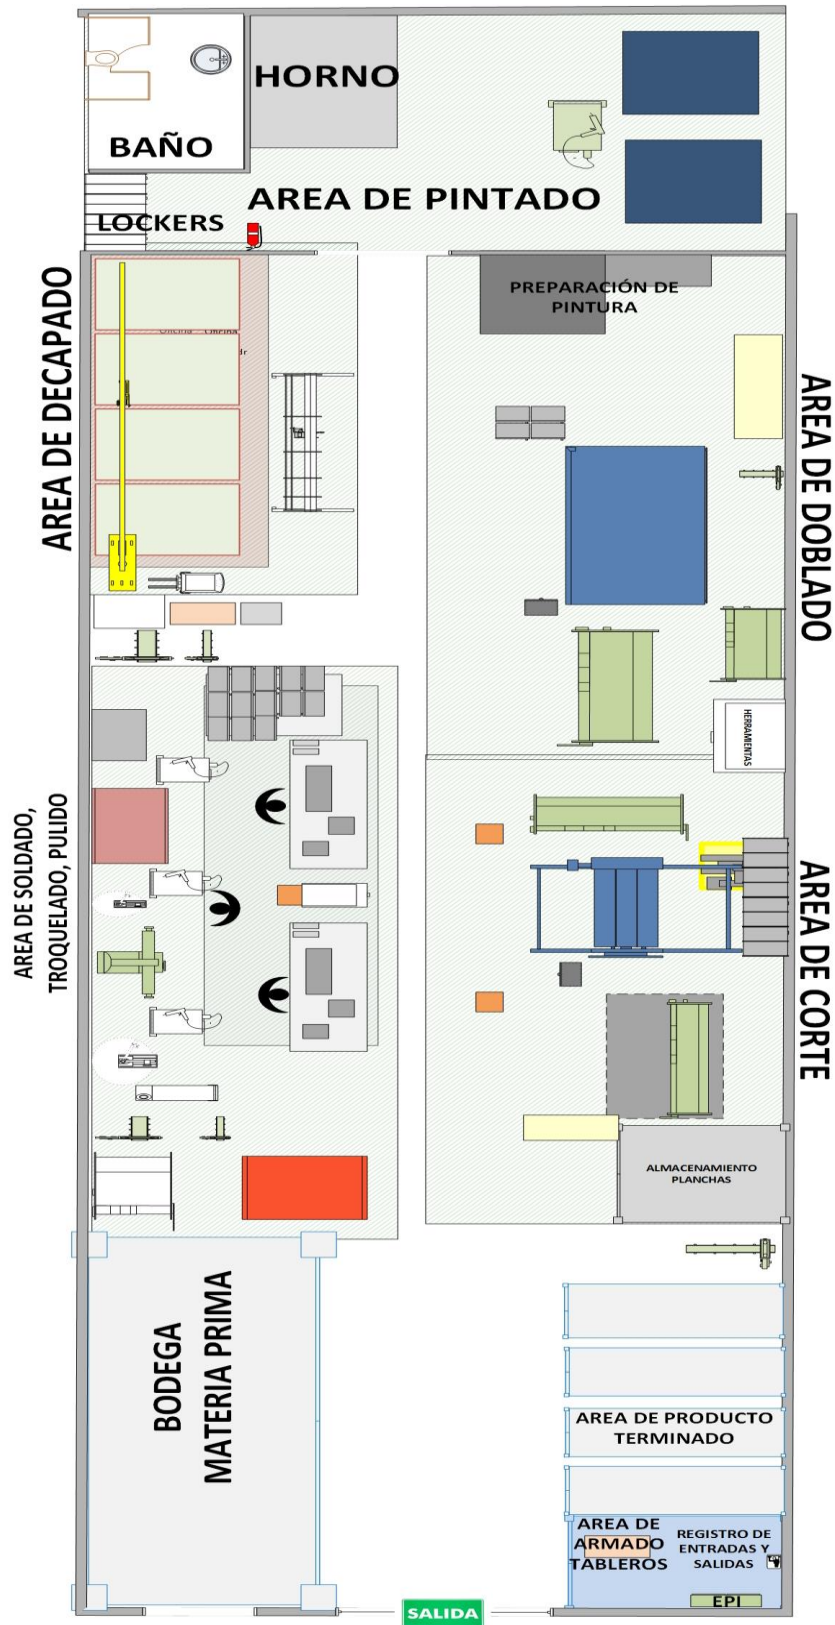 HORNO
BAÑO
AREA DE PINTADO
LOCKERS
AREA DE DECAPADO
PREPARACIÓN DE
PINTURA
AREA DE DOBLADO
HERRAMIENTAS
AREA DE SOLDADO,
TROQUELADO, PULIDO
AREA DE CORTE
ALMACENAMIENTO
PLANCHAS
BODEGA
MATERIA PRIMA
AREA DE PRODUCTO
TERMINADO
AREA DE
ARMADO
TABLEROS
REGISTRO DE
ENTRADAS Y
SALIDAS
EPI
SALIDA